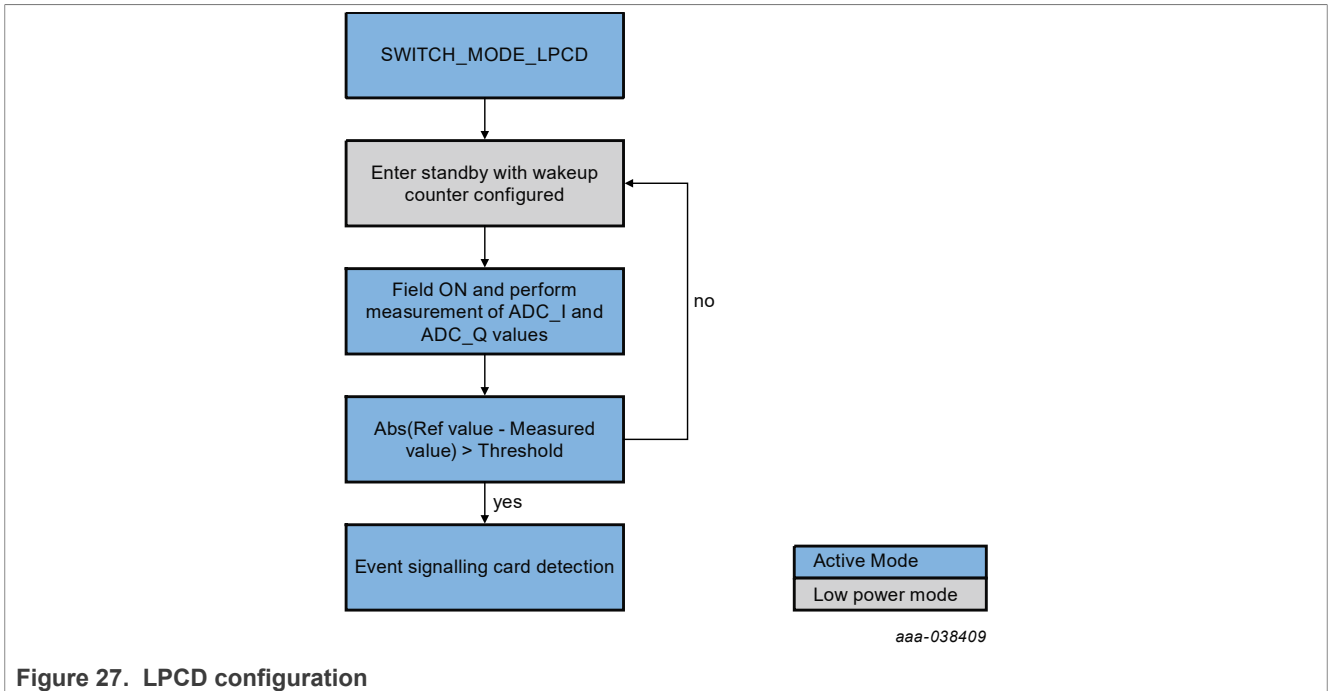 SWITCH_MODE_LPCD
Enter standby with wakeup
counter configured
Field ON and perform
measurement of ADC_I and
ADC_Q values
no
Abs(Ref value - Measured
value) > Threshold
yes
Event signalling card detection
Active Mode
Low power mode
aaa-038409
Figure 27. LPCD configuration